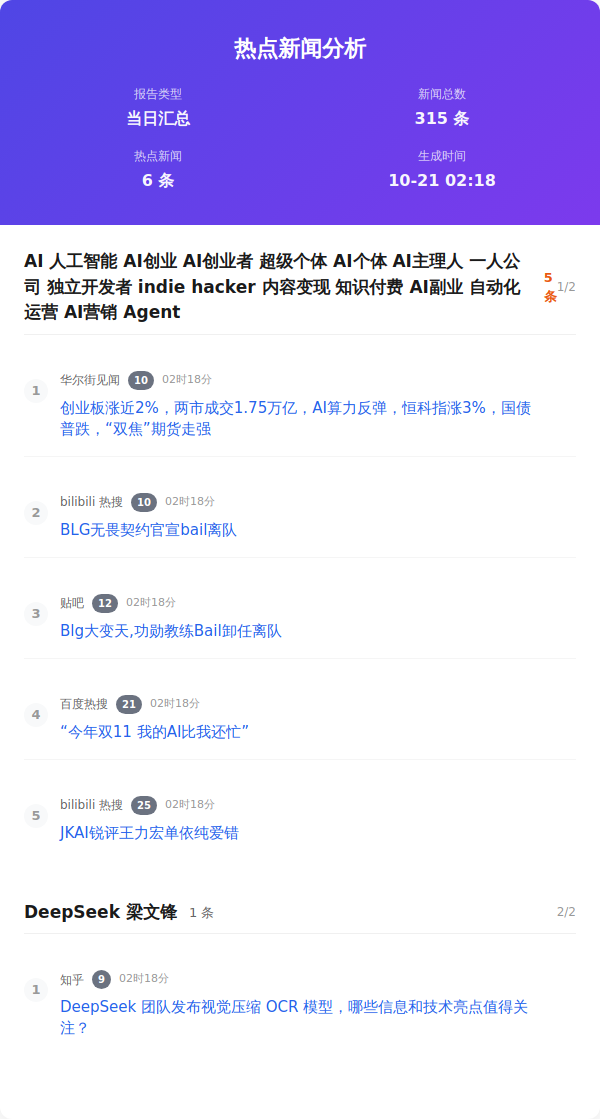 热点新闻分析
报告类型
新闻总数
当日汇总
315 条
热点新闻
生成时间
6 条
10-21 02:18
AI 人工智能 AI创业 AI创业者 超级个体 AI个体 AI主理人 一人公
司 独立开发者 indie hacker 内容变现 知识付费 AI副业 自动化
运营 AI营销 Agent
5
条
1/2
1
华尔街见闻 10 02时18分
创业板涨近2%，两市成交1.75万亿，AI算力反弹，恒科指涨3%，国债
普跌，“双焦”期货走强
2
bilibili 热搜 10 02时18分
BLG无畏契约官宣bail离队
3
贴吧 12 02时18分
Blg大变天,功勋教练Bail卸任离队
4
百度热搜 21 02时18分
“今年双11 我的AI比我还忙”
5
bilibili 热搜 25 02时18分
JKAI锐评王力宏单依纯爱错
DeepSeek 梁文锋 1 条
2/2
1
知乎 9 02时18分
DeepSeek 团队发布视觉压缩 OCR 模型，哪些信息和技术亮点值得关
注？